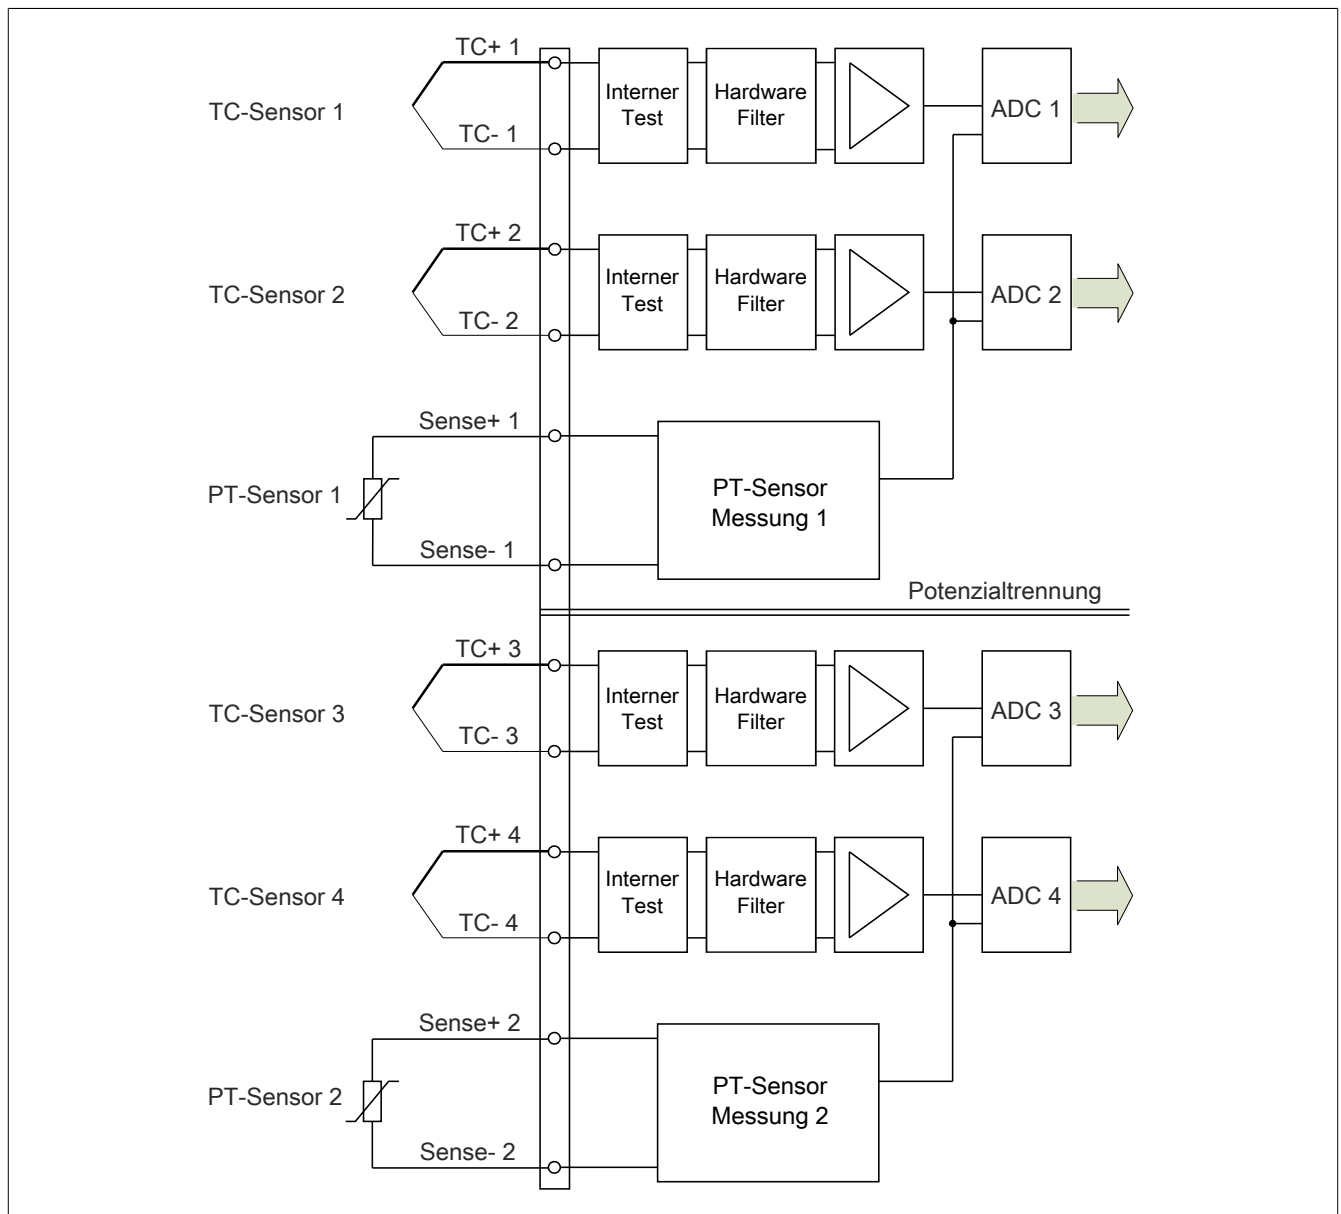 TC+ 1
TC-Sensor 1
TC- 1
Interner
Test
Hardware
Filter
ADC 1
TC+ 2
TC-Sensor 2
TC- 2
Interner
Test
Hardware
Filter
ADC 2
Sense+ 1
PT-Sensor 1
Sense- 1
PT-Sensor
Messung 1
Potenzialtrennung
TC+ 3
TC-Sensor 3
TC- 3
Interner
Test
Hardware
Filter
ADC 3
TC+ 4
TC-Sensor 4
TC- 4
Interner
Test
Hardware
Filter
ADC 4
Sense+ 2
PT-Sensor 2
Sense- 2
PT-Sensor
Messung 2